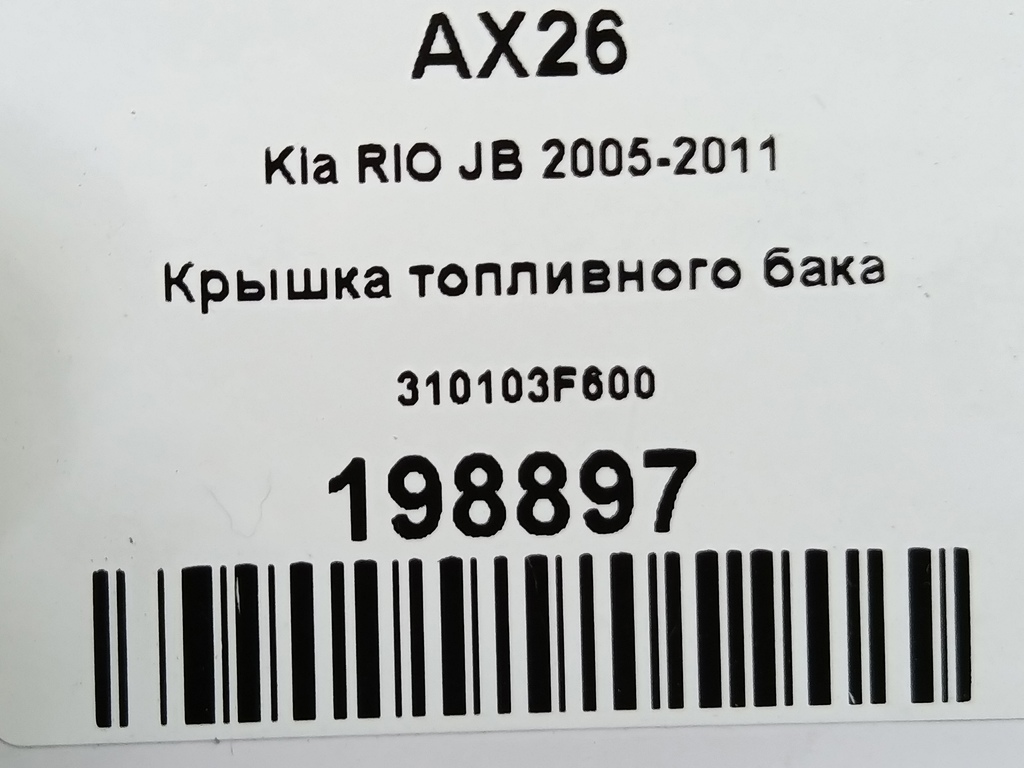 AX26
Kia RIO JB 2005-2011
Крышка топливного бака
310103F600
198897